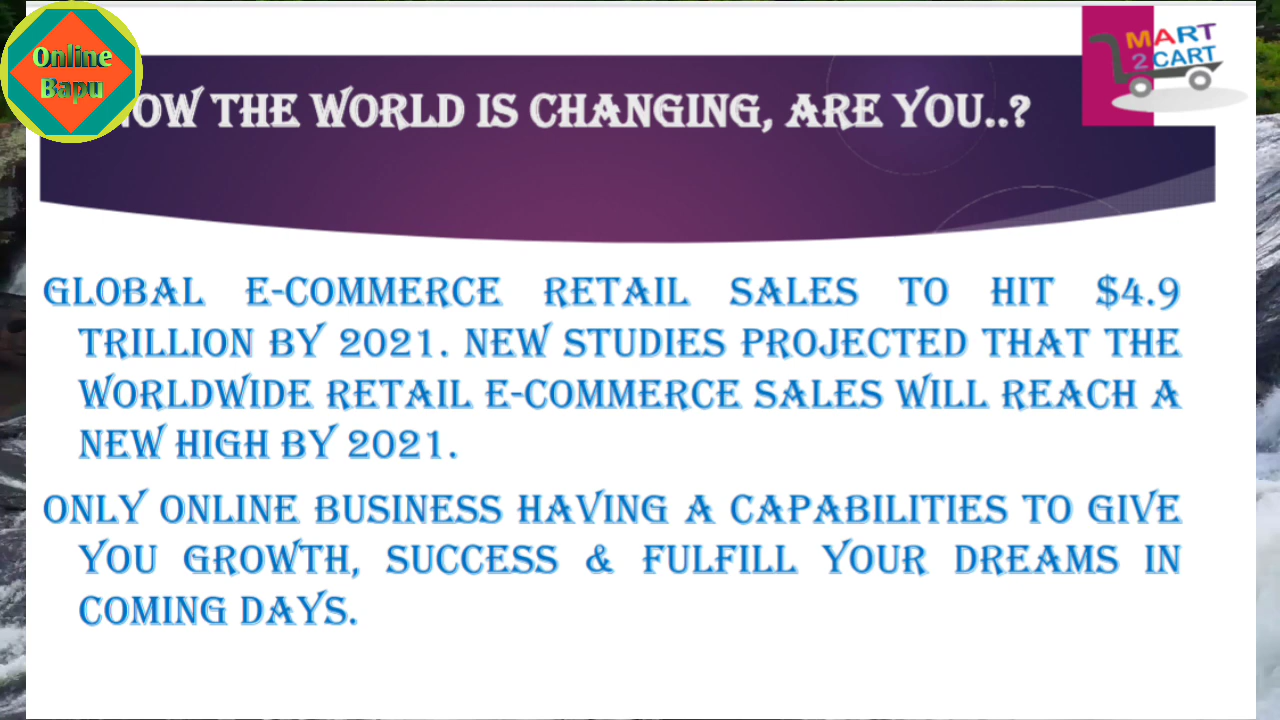 Online
Bapu
MART
2 CART
NOW THE WORLD IS CHANGING, ARE YOU..?
GLOBAL E-COMMERCE RETAIL SALES TO HIT $4.9
TRILLION BY 2021. NEW STUDIES PROJECTED THAT THE
WORLDWIDE RETAIL E-COMMERCE SALES WILL REACH A
NEW HIGH BY 2021.
ONLY ONLINE BUSINESS HAVING A CAPABILITIES TO GIVE
YOU GROWTH, SUCCESS & FULFILL YOUR DREAMS IN
COMING DAYS.